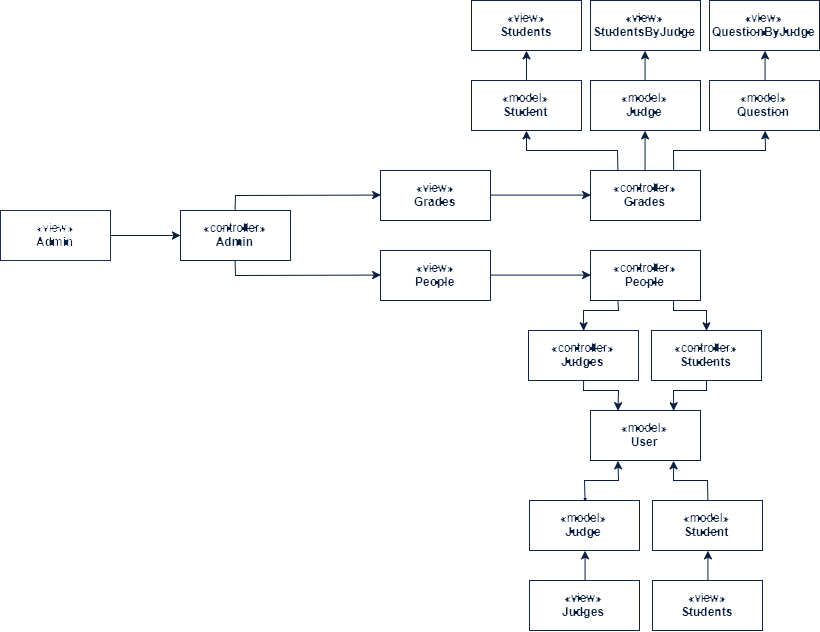 «view»
Students
«view»
StudentsByJudge
«view»
QuestionByJudge
«model»
Student
«model»
Judge
«model»
Question
«view»
Grades
«controller»
Grades
«view»
Admin
«controller»
Admin
«view»
People
«controller»
People
«controller»
Judges
«controller»
Students
«model»
User
«model»
Judge
«model»
Student
«view»
Judges
«view»
Students